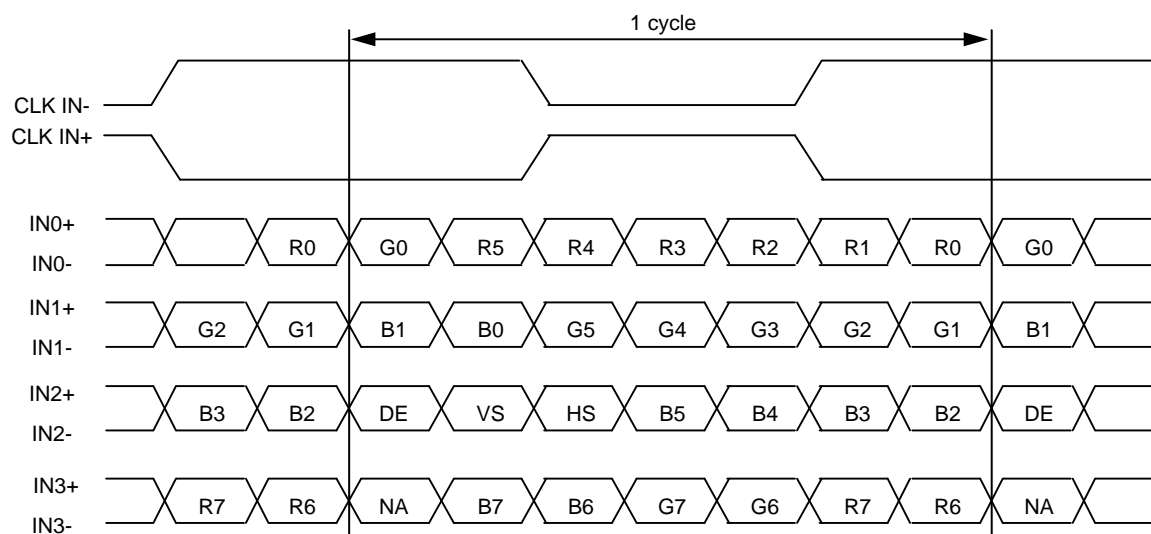 1 cycle
CLK IN-
CLK IN+
IN0+
R0 G0 R5 R4 R3 R2 R1 R0 G0
IN0-
IN1+
G2 G1 B1 B0 G5 G4 G3 G2 G1 B1
IN1-
IN2+
B3 B2 DE VS HS B5 B4 B3 B2 DE
IN2-
IN3+
R7 R6 NA B7 B6 G7 G6 R7 R6 NA
IN3-